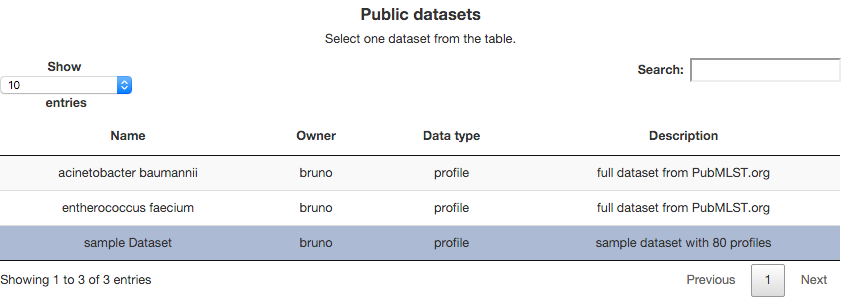 Public datasets
Select one dataset from the table.
Show
10
entries
Search:
Name Owner Data type Description
acinetobacter baumannii bruno profile full dataset from PubMLST.org
entherococcus faecium bruno profile full dataset from PubMLST.org
sample Dataset bruno profile sample dataset with 80 profiles
Showing 1 to 3 of 3 entries
Previous 1 Next